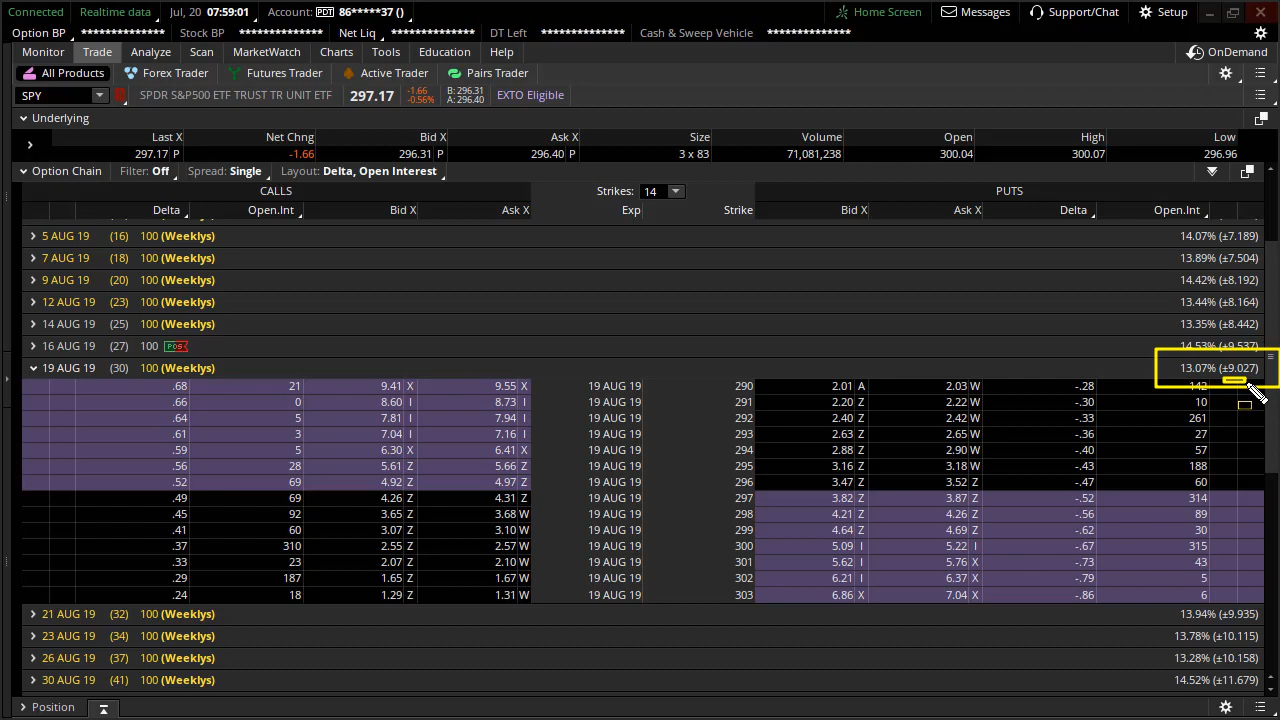 Connected Realtime data Jul, 20 07:59:01 Account: PDT 86*****37 () Home Screen Messages Support/Chat Setup
Option BP ************** Stock BP ************** Net Liq ************** DT Left ************** Cash & Sweep Vehicle **************
Monitor Trade Analyze Scan MarketWatch Charts Tools Education Help OnDemand
All Products Forex Trader Futures Trader Active Trader Pairs Trader
SPY SPDR S&P500 ETF TRUST TR UNIT ETF 297.17 -1.66 -0.56% B: 296.31 A: 296.40 EXTO Eligible
Underlying
Last X Net Chng Bid X Ask X Size Volume Open High Low
297.17 P -1.66 296.31 P 296.40 P 3 x 83 71,081,238 300.04 300.07 296.96
Option Chain Filter: Off Spread: Single Layout: Delta, Open Interest
CALLS Strikes: 14 PUTS
Delta Open.Int Bid X Ask X Exp Strike Bid X Ask X Delta Open.Int
5 AUG 19 (16) 100 (Weeklys) 14.07% (±7.189)
7 AUG 19 (18) 100 (Weeklys) 13.89% (±7.504)
9 AUG 19 (20) 100 (Weeklys) 14.42% (±8.192)
12 AUG 19 (23) 100 (Weeklys) 13.44% (±8.164)
14 AUG 19 (25) 100 (Weeklys) 13.35% (±8.442)
16 AUG 19 (27) 100 POS 14.53% (±9.537)
19 AUG 19 (30) 100 (Weeklys) 13.07% (±9.027)
.68 21 9.41 X 9.55 X 19 AUG 19 290 2.01 A 2.03 W -.28 142
.66 0 8.60 I 8.73 I 19 AUG 19 291 2.20 Z 2.22 W -.30 10
.64 5 7.81 I 7.94 I 19 AUG 19 292 2.40 Z 2.42 W -.33 261
.61 3 7.04 I 7.16 I 19 AUG 19 293 2.63 Z 2.65 W -.36 27
.59 5 6.30 X 6.41 X 19 AUG 19 294 2.88 Z 2.90 W -.40 57
.56 28 5.61 Z 5.66 Z 19 AUG 19 295 3.16 Z 3.18 W -.43 188
.52 69 4.92 Z 4.97 Z 19 AUG 19 296 3.47 Z 3.52 Z -.47 60
.49 69 4.26 Z 4.31 Z 19 AUG 19 297 3.82 Z 3.87 Z -.52 314
.45 92 3.65 Z 3.68 W 19 AUG 19 298 4.21 Z 4.26 Z -.56 89
.41 60 3.07 Z 3.10 W 19 AUG 19 299 4.64 Z 4.69 Z -.62 30
.37 310 2.55 Z 2.57 W 19 AUG 19 300 5.09 I 5.22 I -.67 315
.33 23 2.07 Z 2.10 W 19 AUG 19 301 5.62 I 5.76 X -.73 43
.29 187 1.65 Z 1.67 W 19 AUG 19 302 6.21 I 6.37 X -.79 5
.24 18 1.29 Z 1.31 W 19 AUG 19 303 6.86 X 7.04 X -.86 6
21 AUG 19 (32) 100 (Weeklys) 13.94% (±9.935)
23 AUG 19 (34) 100 (Weeklys) 13.78% (±10.115)
26 AUG 19 (37) 100 (Weeklys) 13.28% (±10.158)
30 AUG 19 (41) 100 (Weeklys) 14.52% (±11.679)
Position